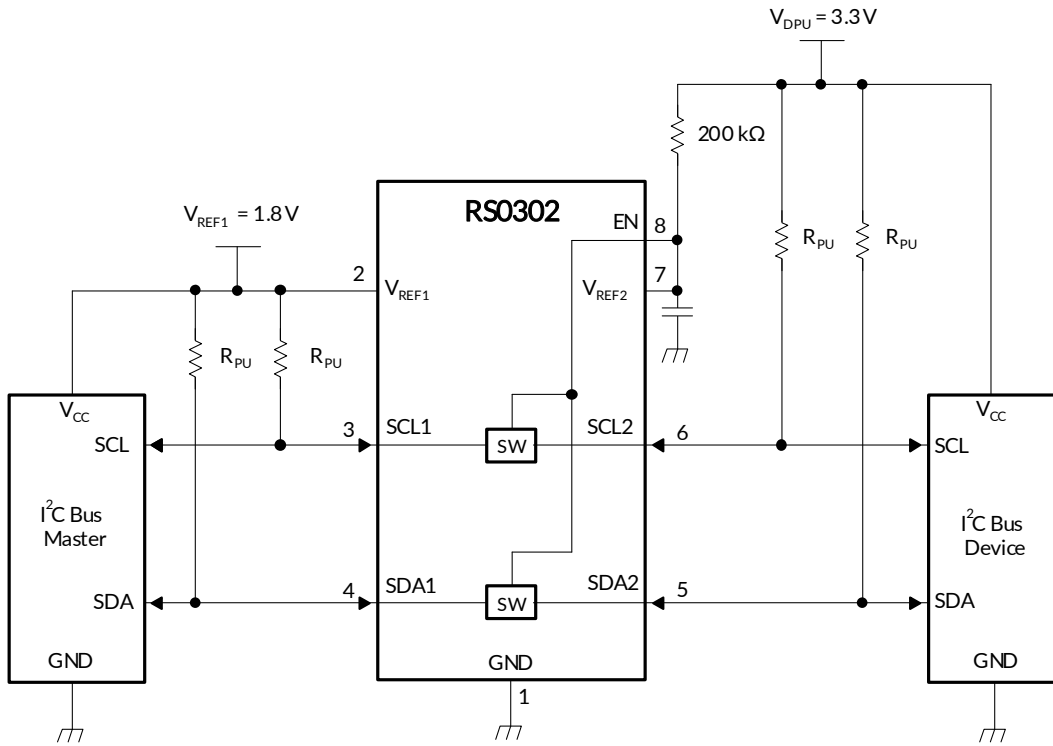 V_DPU = 3.3 V
200 kΩ
RS0302
V_REF1 = 1.8 V
EN
8
R_PU
R_PU
2
7
V_REF1
V_REF2
R_PU
R_PU
V_CC
V_CC
SCL
3
SCL1
SW
SCL2
6
SCL
I²C Bus
Master
I²C Bus
Device
SDA
4
SDA1
SW
SDA2
5
SDA
GND
GND
GND
1